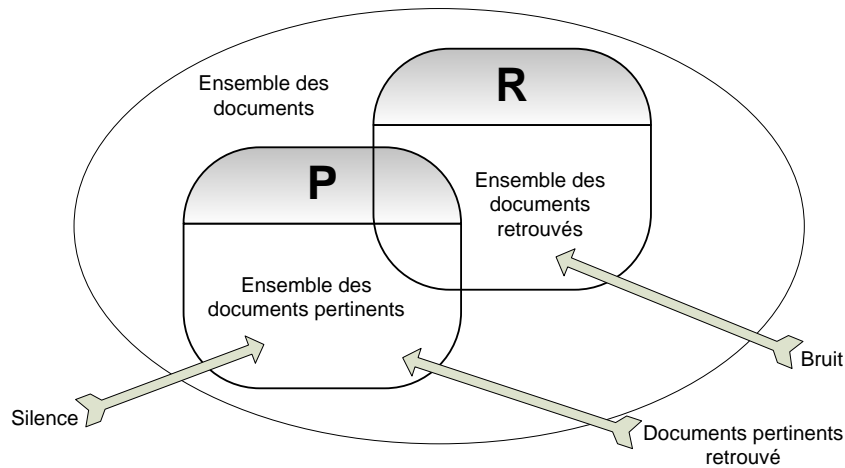 Ensemble des
documents
R
P
Ensemble des
documents
retrouvés
Ensemble des
documents pertinents
Bruit
Silence
Documents pertinents
retrouvé